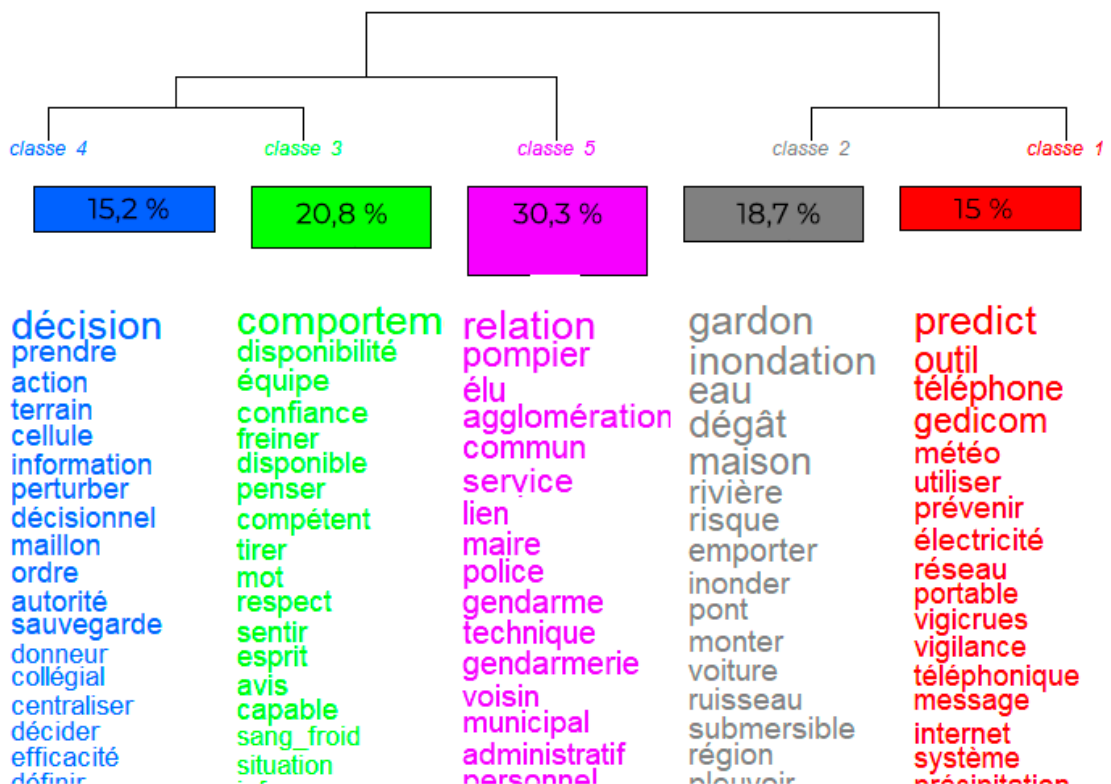 classe 4
classe 3
classe 5
classe 2
classe 1
15,2 %
20,8 %
30,3 %
18,7 %
15 %
décision
prendre
action
terrain
cellule
information
perturber
décisionnel
maillon
ordre
autorité
sauvegarde
donneur
collégial
centraliser
décider
efficacité
définir
comportem
disponibilité
équipe
confiance
freiner
disponible
penser
compétent
tirer
mot
respect
sentir
esprit
avis
capable
sang_froid
situation
relation
pompier
élu
agglomération
commun
service
lien
maire
police
gendarme
technique
gendarmerie
voisin
municipal
administratif
personnel
gardon
inondation
eau
dégât
maison
rivière
risque
emporter
inonder
pont
monter
voiture
ruisseau
submersible
région
pleuvoir
predict
outil
téléphone
gedicom
météo
utiliser
prévenir
électricité
réseau
portable
vigicrues
vigilance
téléphonique
message
internet
système
précipitation